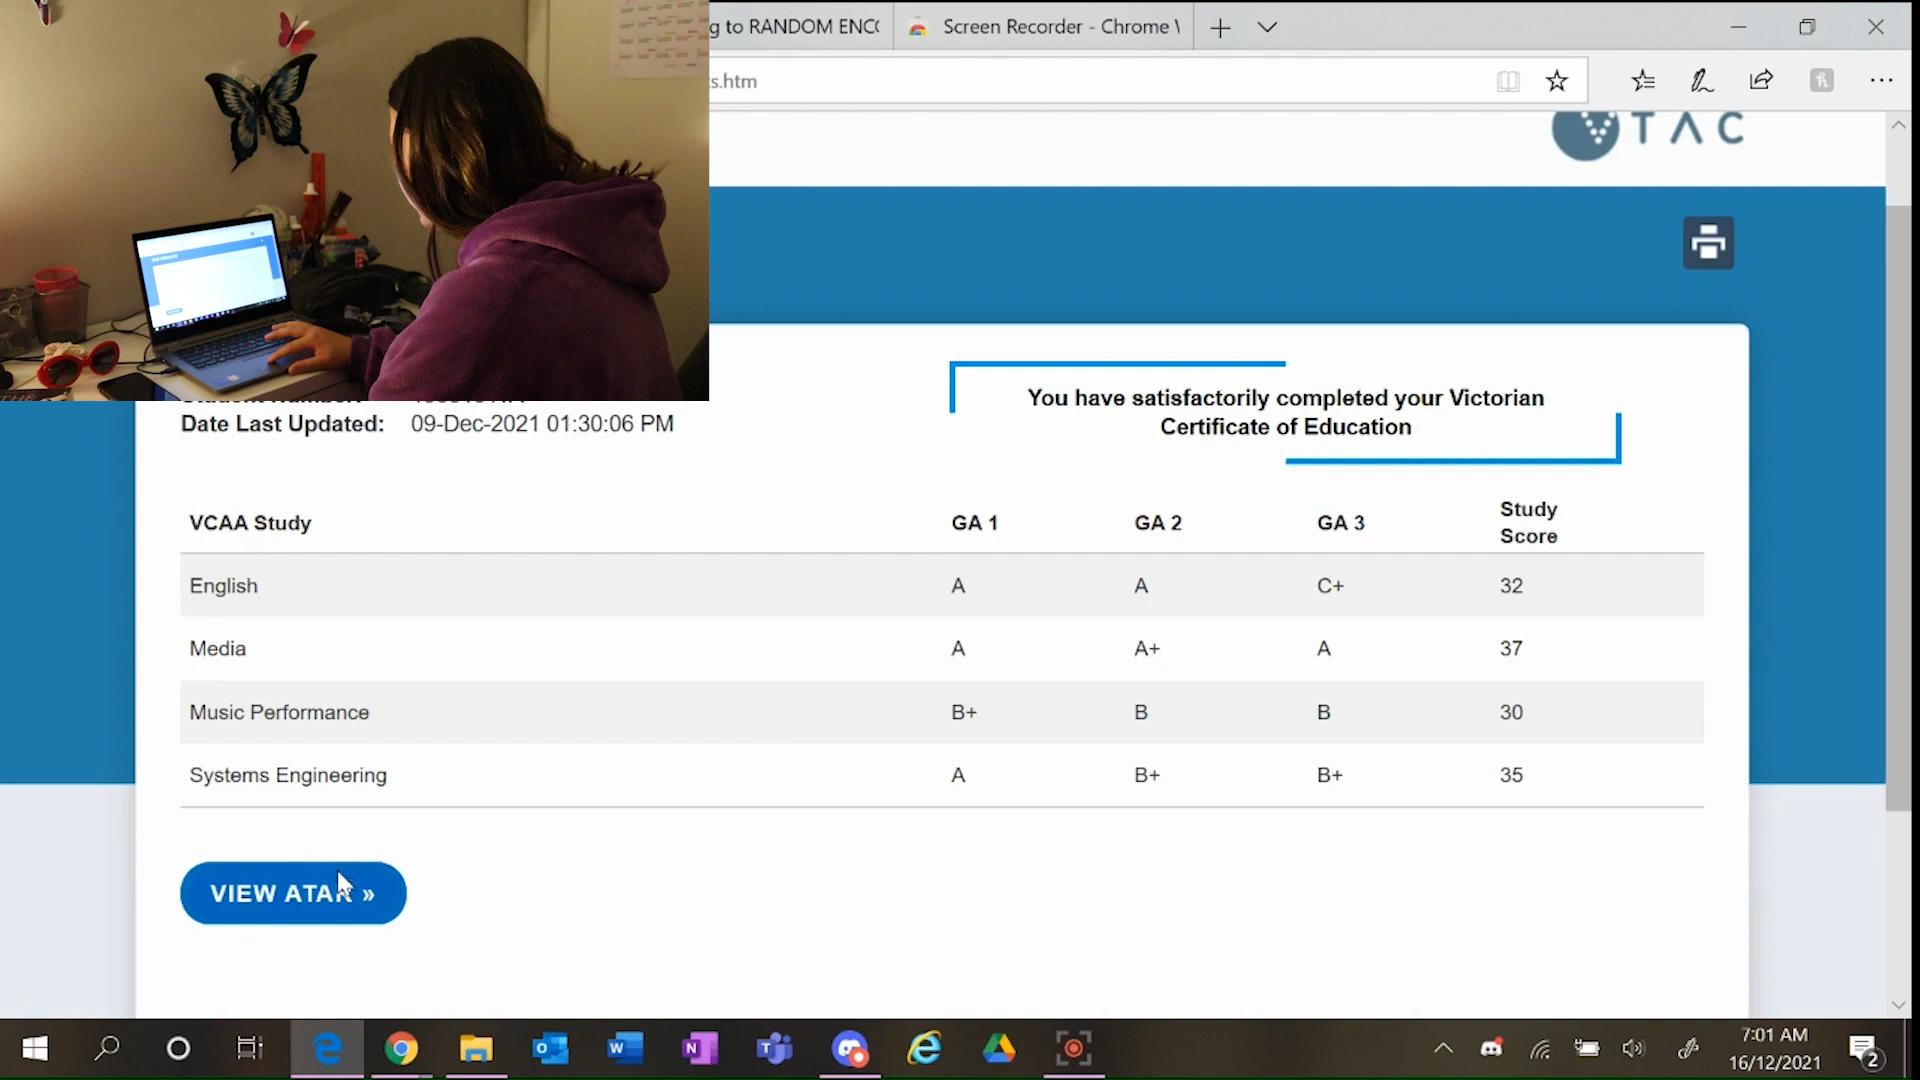 g to RANDOM ENC
Screen Recorder - Chrome
s.htm
TAC
Date Last Updated: 09-Dec-2021 01:30:06 PM
You have satisfactorily completed your Victorian
Certificate of Education
VCAA Study GA 1 GA 2 GA 3 Study Score
English A A C+ 32
Media A A+ A 37
Music Performance B+ B B 30
Systems Engineering A B+ B+ 35
VIEW ATAR »
7:01 AM
16/12/2021
2